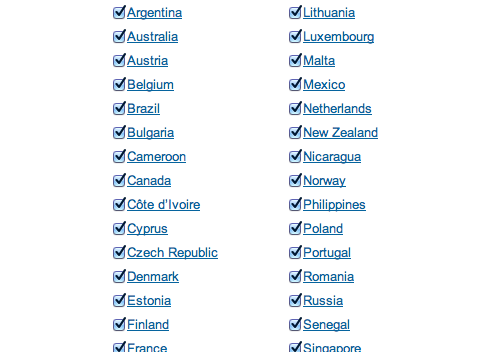 Argentina
Australia
Austria
Belgium
Brazil
Bulgaria
Cameroon
Canada
Côte d'Ivoire
Cyprus
Czech Republic
Denmark
Estonia
Finland
France
Lithuania
Luxembourg
Malta
Mexico
Netherlands
New Zealand
Nicaragua
Norway
Philippines
Poland
Portugal
Romania
Russia
Senegal
Singapore